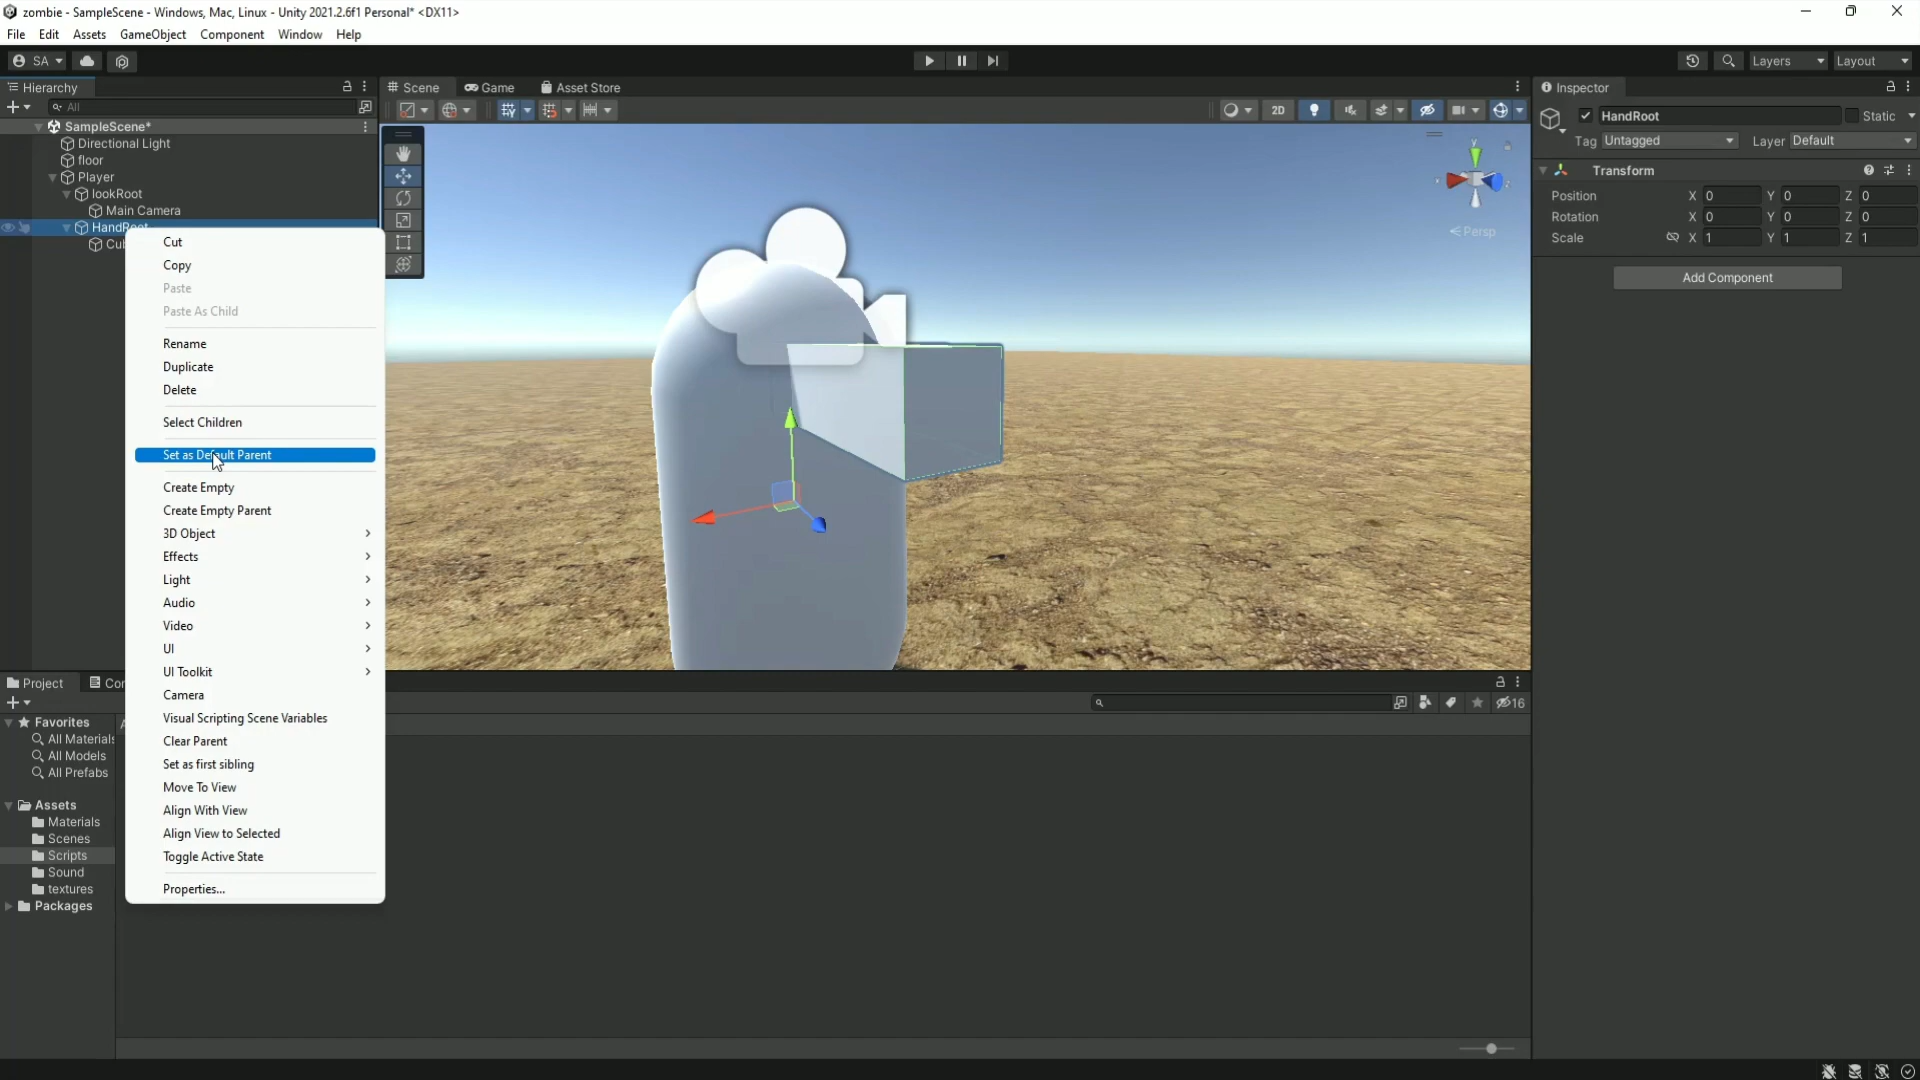 zombie - SampleScene - Windows, Mac, Linux - Unity 2021.2.6f1 Personal* <DX11>
File Edit Assets GameObject Component Window Help
SA
Layers Layout
Hierarchy
Scene Game Asset Store
Inspector
All
2D
HandRoot Static
Tag Untagged Layer Default
SampleScene*
Directional Light
floor
Player
lookRoot
Main Camera
HandRoot
Transform
Position X 0 Y 0 Z 0
Rotation X 0 Y 0 Z 0
Scale X 1 Y 1 Z 1
Add Component
y
Persp
Cut
Copy
Paste
Paste As Child
Rename
Duplicate
Delete
Select Children
Set as Default Parent
Create Empty
Create Empty Parent
3D Object
Effects
Light
Audio
Video
UI
UI Toolkit
Camera
Visual Scripting Scene Variables
Clear Parent
Set as first sibling
Move To View
Align With View
Align View to Selected
Toggle Active State
Properties...
Project
16
Favorites
All Materials
All Models
All Prefabs
Assets
Materials
Scenes
Scripts
Sound
textures
Packages